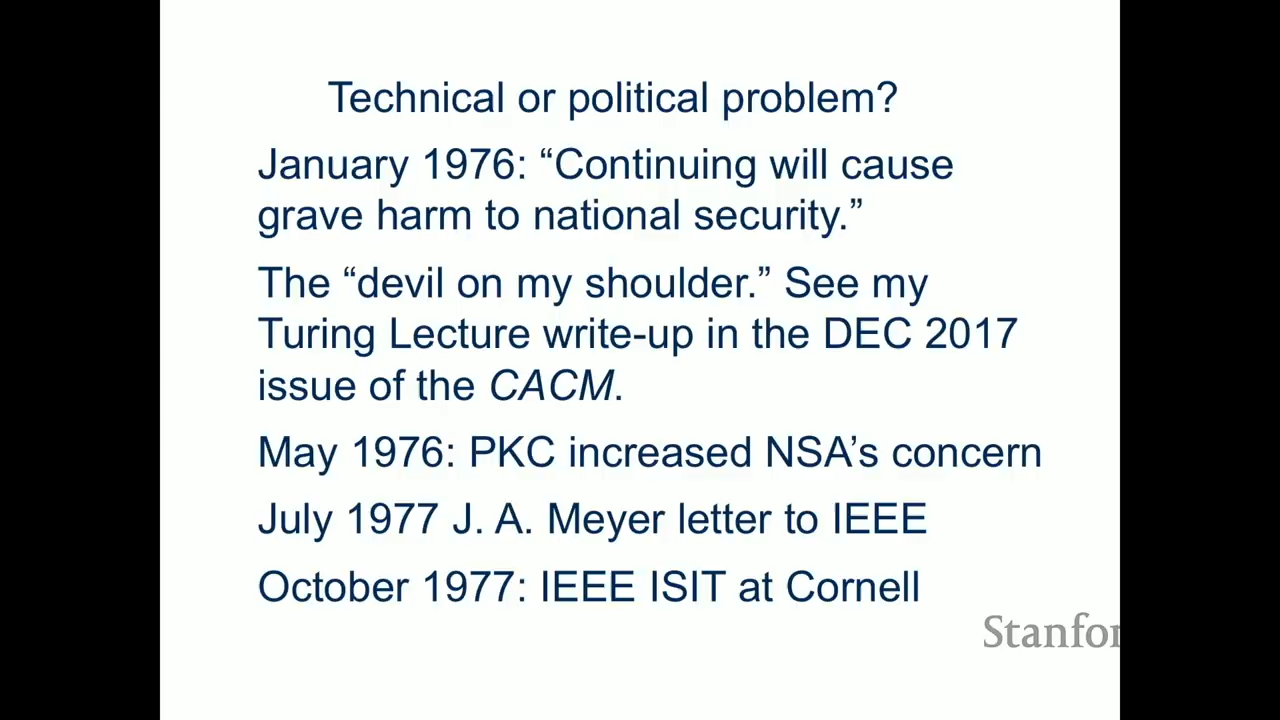 Technical or political problem?
January 1976: “Continuing will cause
grave harm to national security.”
The “devil on my shoulder.” See my
Turing Lecture write-up in the DEC 2017
issue of the CACM.
May 1976: PKC increased NSA’s concern
July 1977 J. A. Meyer letter to IEEE
October 1977: IEEE ISIT at Cornell
Stanfor